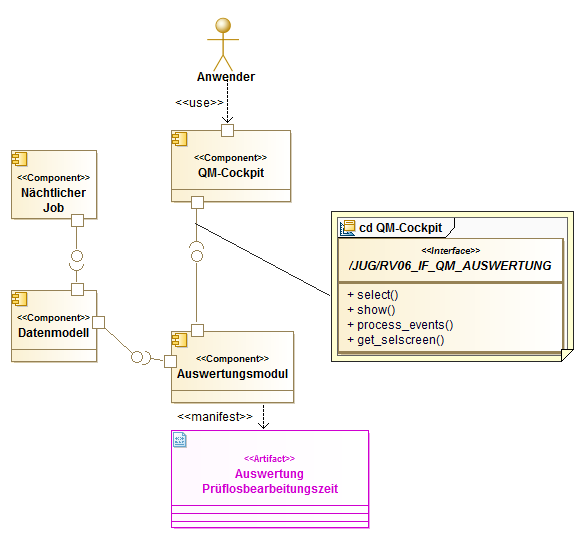 Anwender
<<use>>
<<Component>>
QM-Cockpit
<<Component>>
Nächtlicher
Job
cd QM-Cockpit
<<Interface>>
/JUG/RV06_IF_QM_AUSWERTUNG
+ select()
+ show()
+ process_events()
+ get_selscreen()
<<Component>>
Datenmodell
<<Component>>
Auswertungsmodul
<<manifest>>
<<Artifact>>
Auswertung
Prüflosbearbeitungszeit